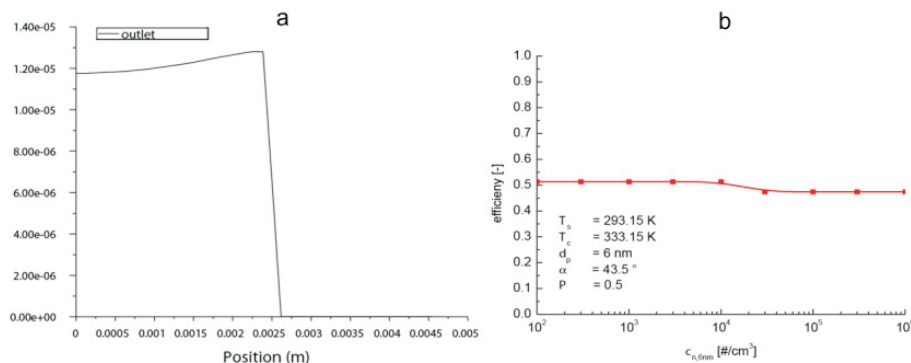 a
1.40e-05
outlet
1.20e-05
1.00e-05
8.00e-06
6.00e-06
4.00e-06
2.00e-06
0.00e+00
0 0.0005 0.001 0.0015 0.002 0.0025 0.003 0.0035 0.004 0.0045 0.005
Position (m)
b
1.0
0.9
0.8
0.7
0.6
0.5
0.4
0.3
0.2
0.1
0.0
efficieny [-]
Ts = 293.15 K
Tc = 333.15 K
dp = 6 nm
α = 43.5 °
P = 0.5
10² 10³ 10⁴ 10⁵ 10
cn,6nm [#/cm³]